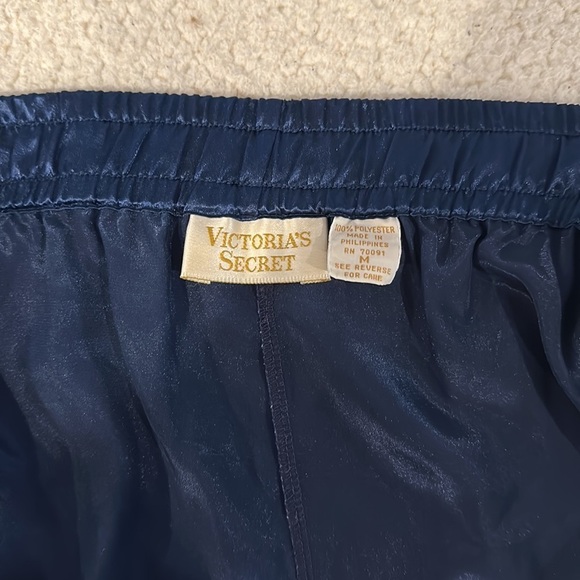 VICTORIA'S
SECRET
100% POLYESTER
MADE IN
PHILIPPINES
RN 70091
M
SEE REVERSE
FOR CARE